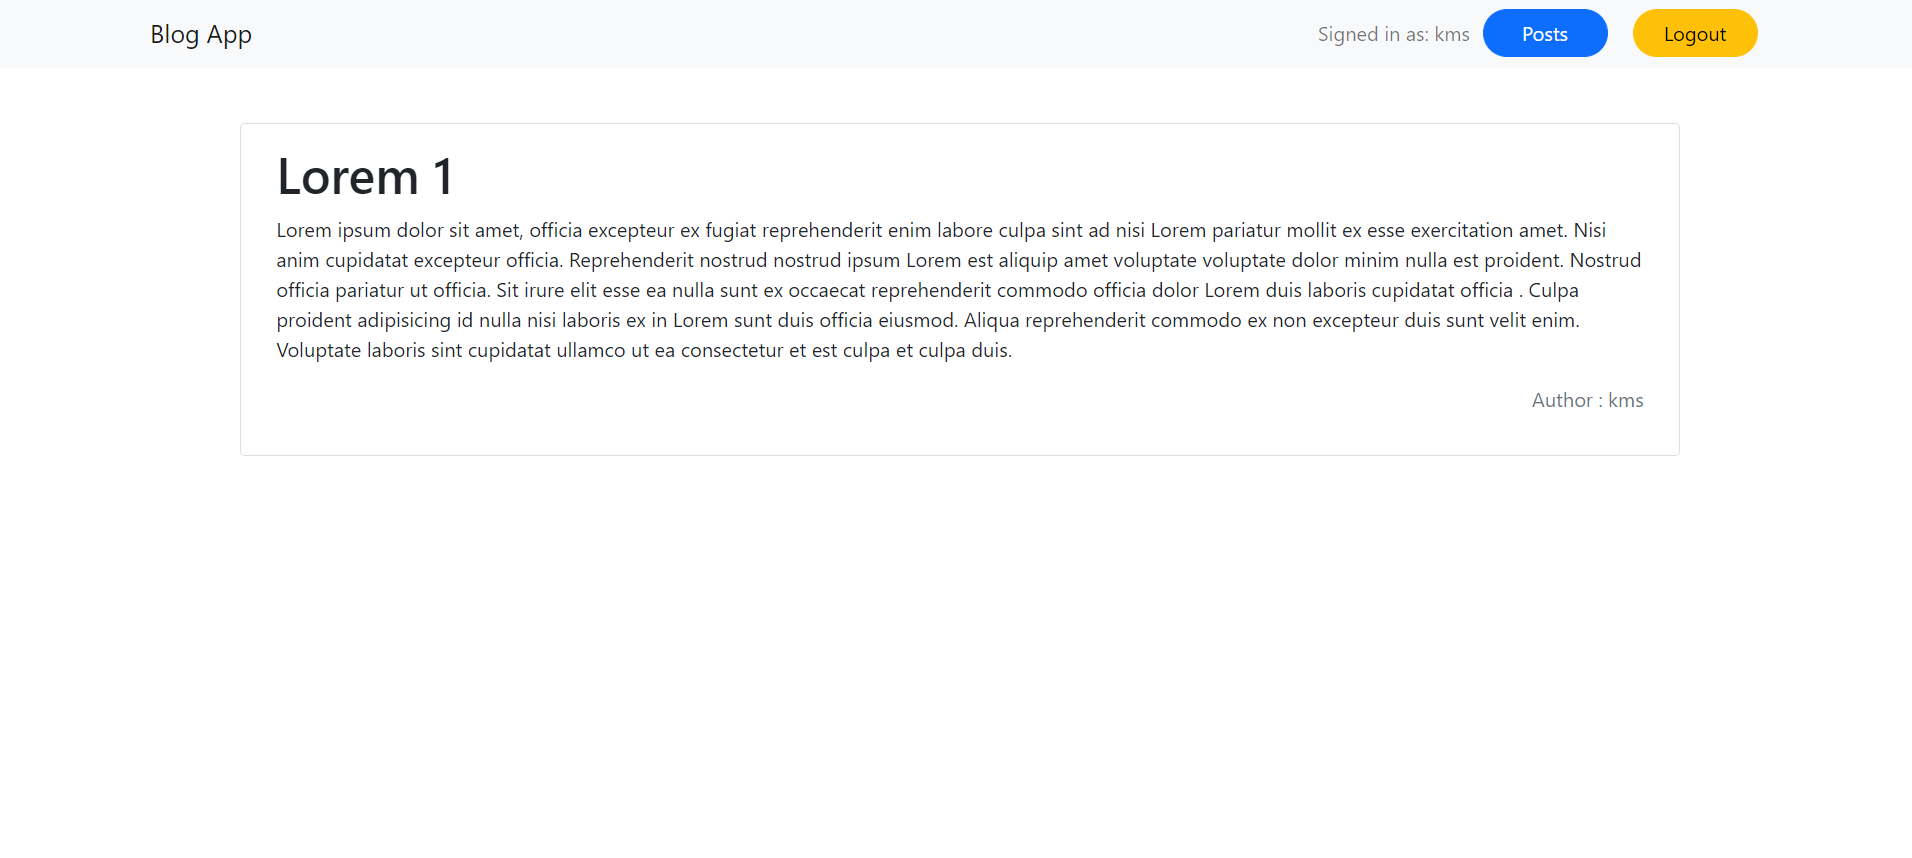 Blog App
Signed in as: kms
Posts
Logout
Lorem 1
Lorem ipsum dolor sit amet, officia excepteur ex fugiat reprehenderit enim labore culpa sint ad nisi Lorem pariatur mollit ex esse exercitation amet. Nisi
anim cupidatat excepteur officia. Reprehenderit nostrud nostrud ipsum Lorem est aliquip amet voluptate voluptate dolor minim nulla est proident. Nostrud
officia pariatur ut officia. Sit irure elit esse ea nulla sunt ex occaecat reprehenderit commodo officia dolor Lorem duis laboris cupidatat officia . Culpa
proident adipisicing id nulla nisi laboris ex in Lorem sunt duis officia eiusmod. Aliqua reprehenderit commodo ex non excepteur duis sunt velit enim.
Voluptate laboris sint cupidatat ullamco ut ea consectetur et est culpa et culpa duis.
Author : kms